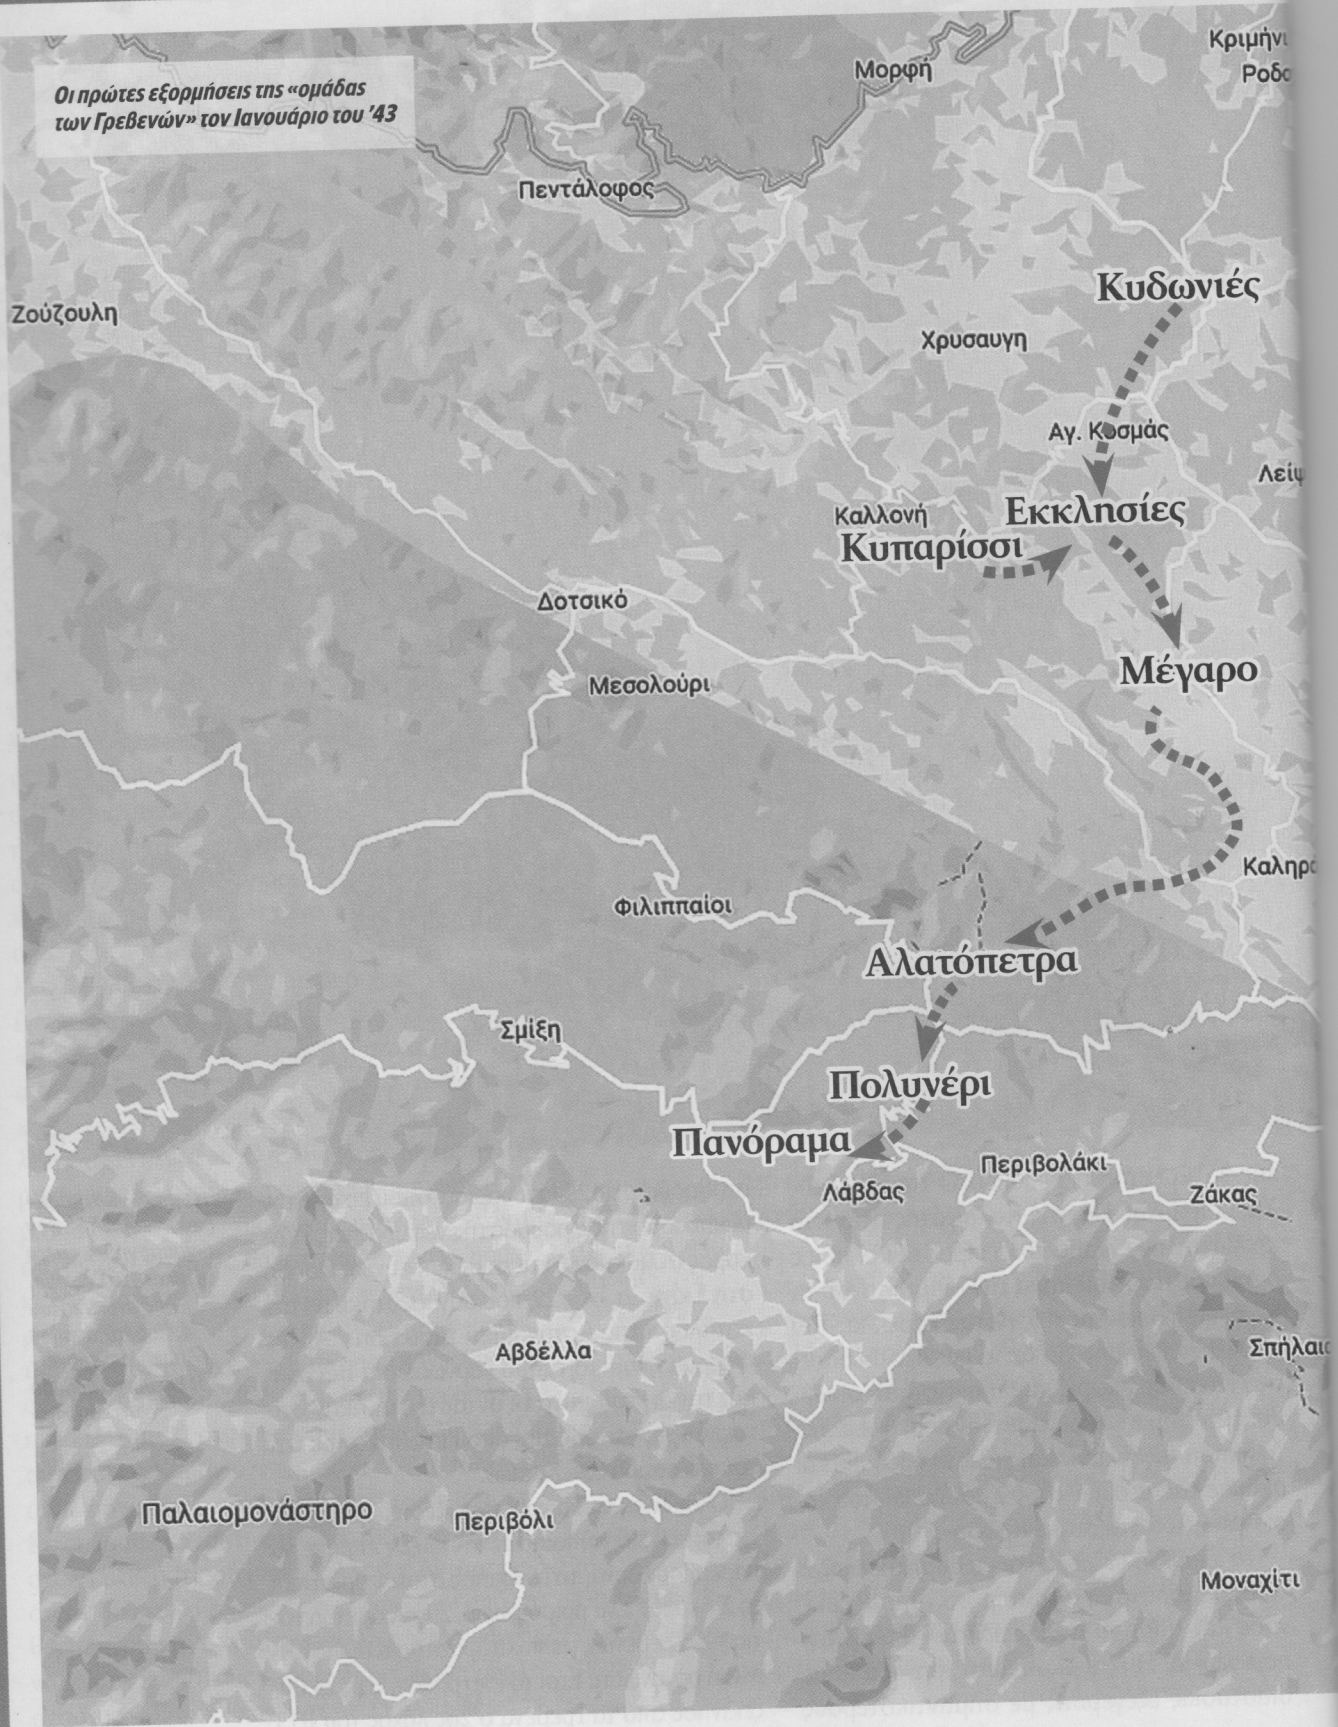 Οι πρώτες εξορμήσεις της «ομάδας
των Γρεβενών» τον Ιανουάριο του '43
Μορφή
Πεντάλοφος
Κυδωνιές
Ζούζουλη
Χρυσαυγη
Αγ. Κοσμάς
Καλλονή
Εκκλησίες
Κυπαρίσσι
Δοτσικό
Μέγαρο
Μεσολούρι
Φιλιππαίοι
Αλατόπετρα
Σμίξη
Πολυνέρι
Πανόραμα
Περιβολάκι
Λάβδας
Ζάκας
Αβδέλλα
Παλαιομονάστηρο
Περιβόλι
Μοναχίτι